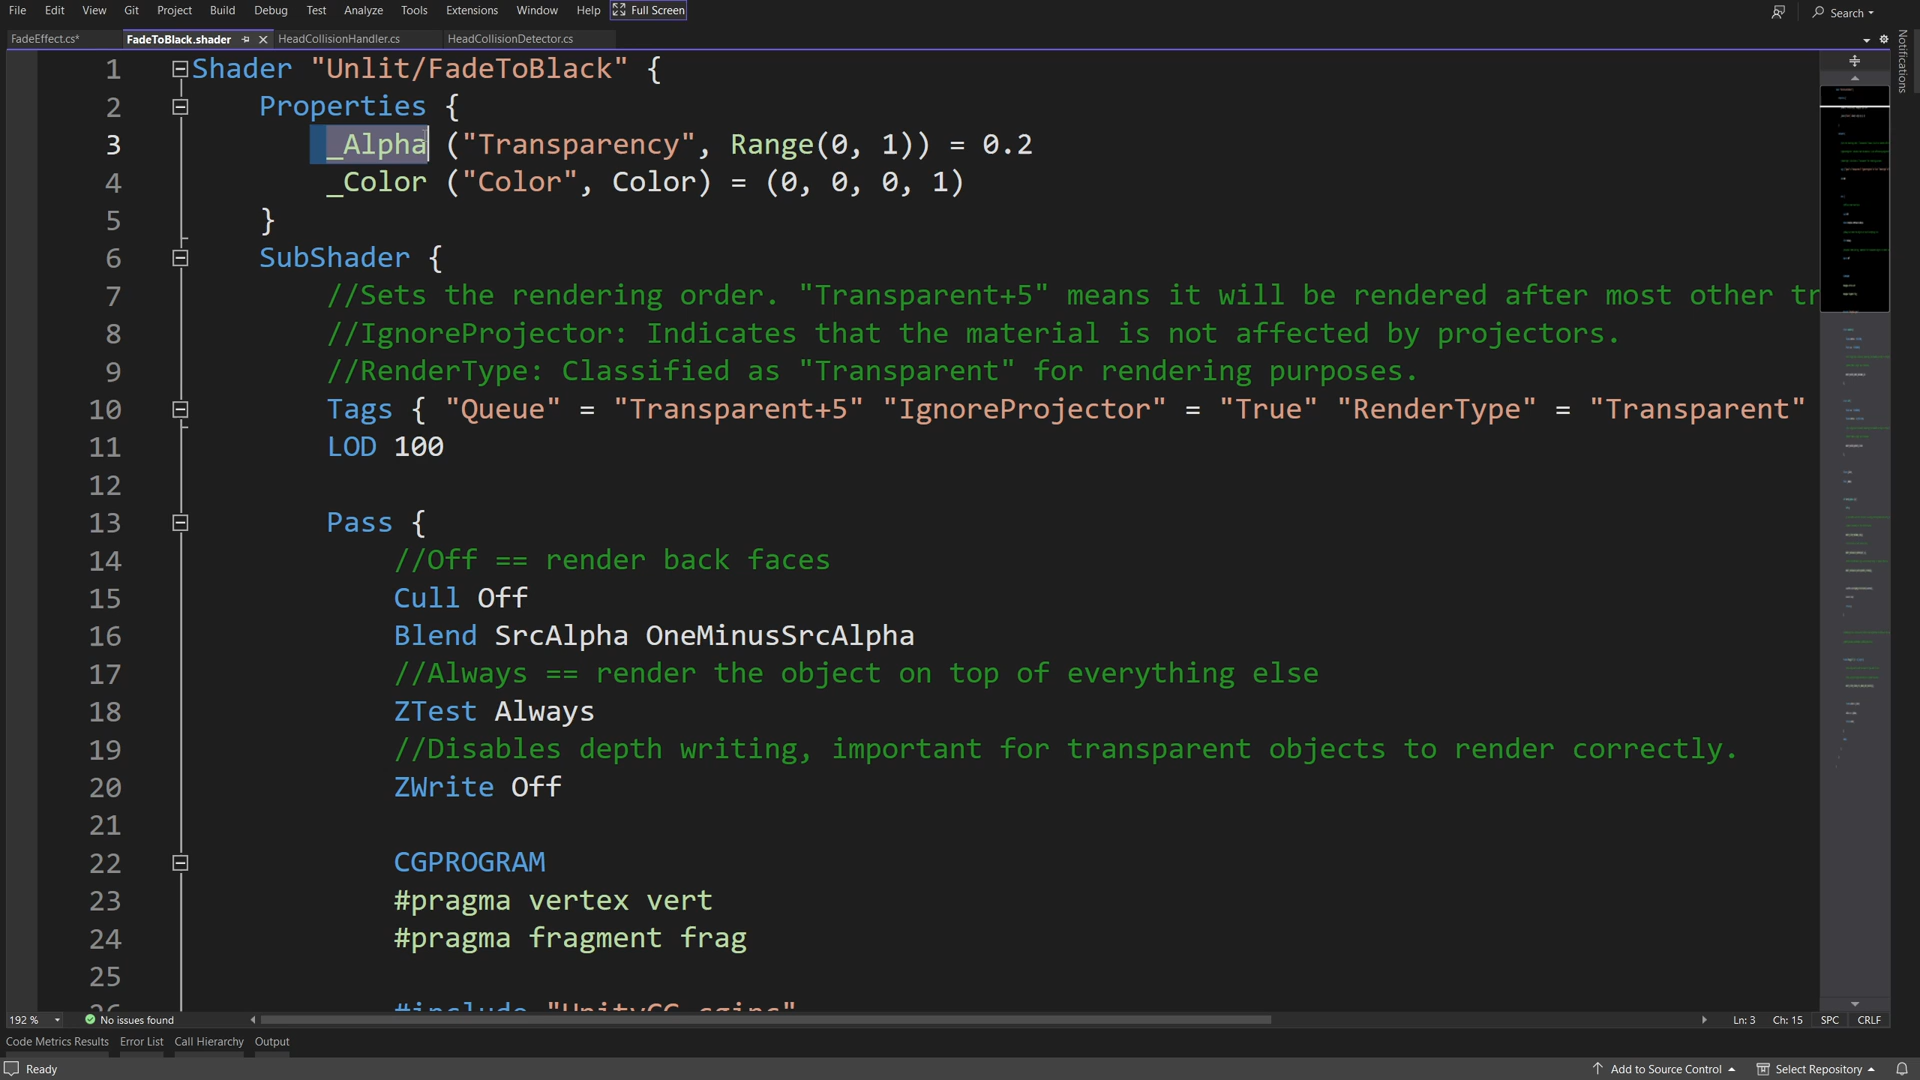 File Edit View Git Project Build Debug Test Analyze Tools Extensions Window Help Full Screen Search
FadeEffect.cs* FadeToBlack.shader HeadCollisionHandler.cs HeadCollisionDetector.cs
Notifications
1 Shader "Unlit/FadeToBlack" {
2 Properties {
3 _Alpha ("Transparency", Range(0, 1)) = 0.2
4 _Color ("Color", Color) = (0, 0, 0, 1)
5 }
6 SubShader {
7 //Sets the rendering order. "Transparent+5" means it will be rendered after most other tr
8 //IgnoreProjector: Indicates that the material is not affected by projectors.
9 //RenderType: Classified as "Transparent" for rendering purposes.
10 Tags { "Queue" = "Transparent+5" "IgnoreProjector" = "True" "RenderType" = "Transparent"
11 LOD 100
12
13 Pass {
14 //Off == render back faces
15 Cull Off
16 Blend SrcAlpha OneMinusSrcAlpha
17 //Always == render the object on top of everything else
18 ZTest Always
19 //Disables depth writing, important for transparent objects to render correctly.
20 ZWrite Off
21
22 CGPROGRAM
23 #pragma vertex vert
24 #pragma fragment frag
25
26 #include "UnityCG.cginc"
192 % No issues found Ln: 3 Ch: 15 SPC CRLF
Code Metrics Results Error List Call Hierarchy Output
Ready Add to Source Control Select Repository